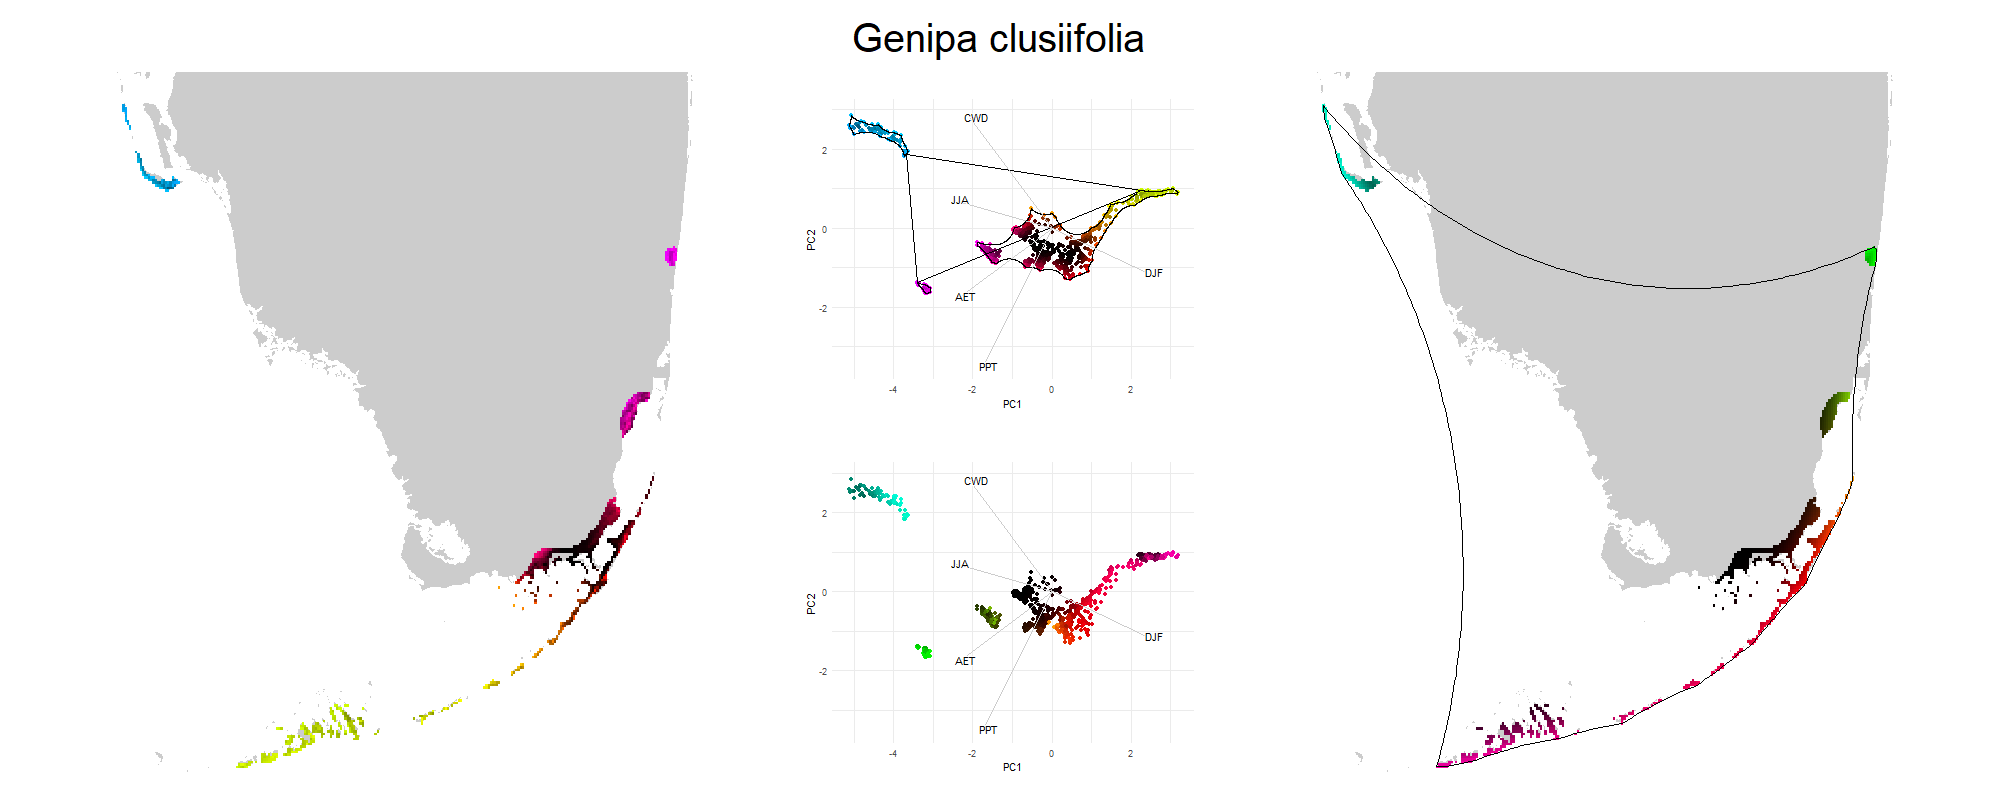 Genipa clusiifolia
CWD
2
JJA
0
PC2
DJF
AET
-2
PPT
-4
-2
0
2
PC1
CWD
2
JJA
0
PC2
DJF
AET
-2
PPT
-4
-2
0
2
PC1